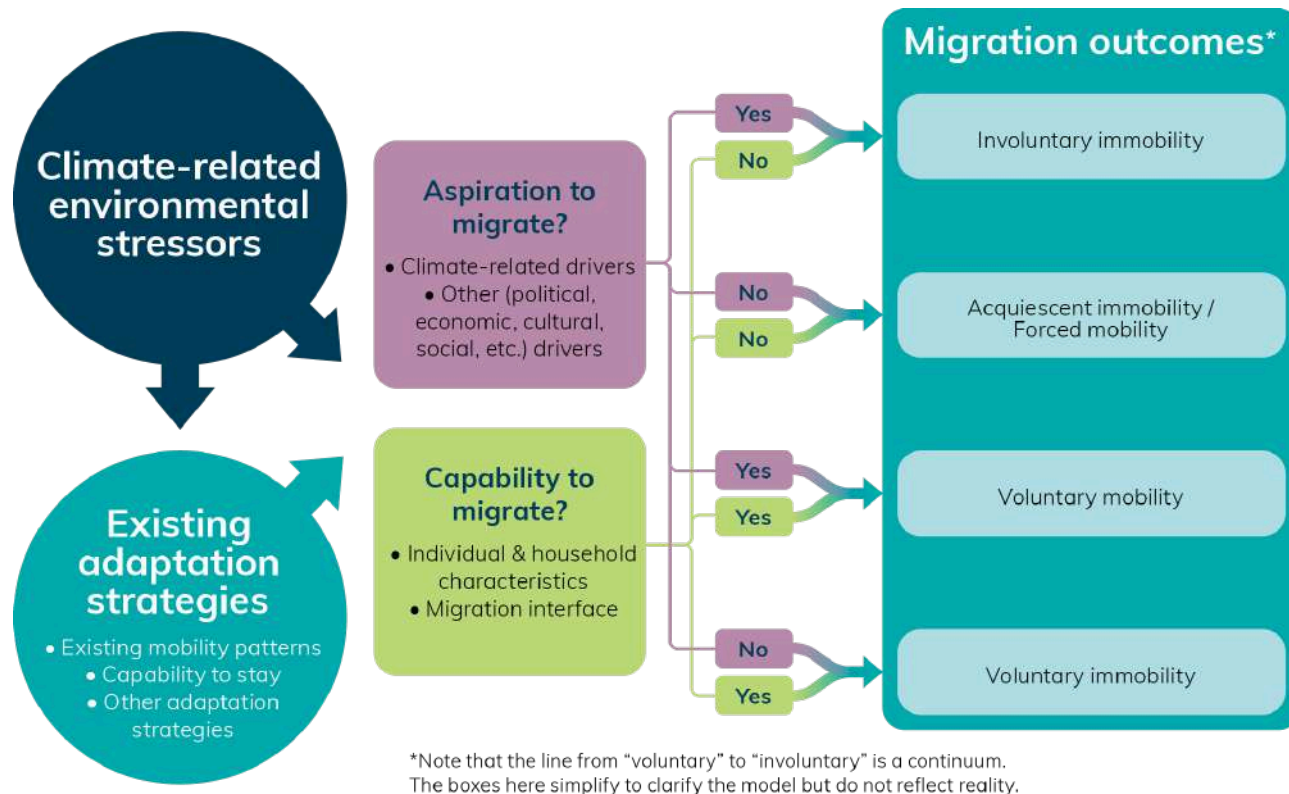 Climate-related
environmental
stressors
Existing
adaptation
strategies
• Existing mobility patterns
• Capability to stay
• Other adaptation
strategies
Aspiration to
migrate?
• Climate-related drivers
• Other (political,
economic, cultural,
social, etc.) drivers
Capability to
migrate?
• Individual & household
characteristics
• Migration interface
Yes
No
No
No
Yes
Yes
No
Yes
Migration outcomes*
Involuntary immobility
Acquiescent immobility /
Forced mobility
Voluntary mobility
Voluntary immobility
*Note that the line from “voluntary” to “involuntary” is a continuum.
The boxes here simplify to clarify the model but do not reflect reality.